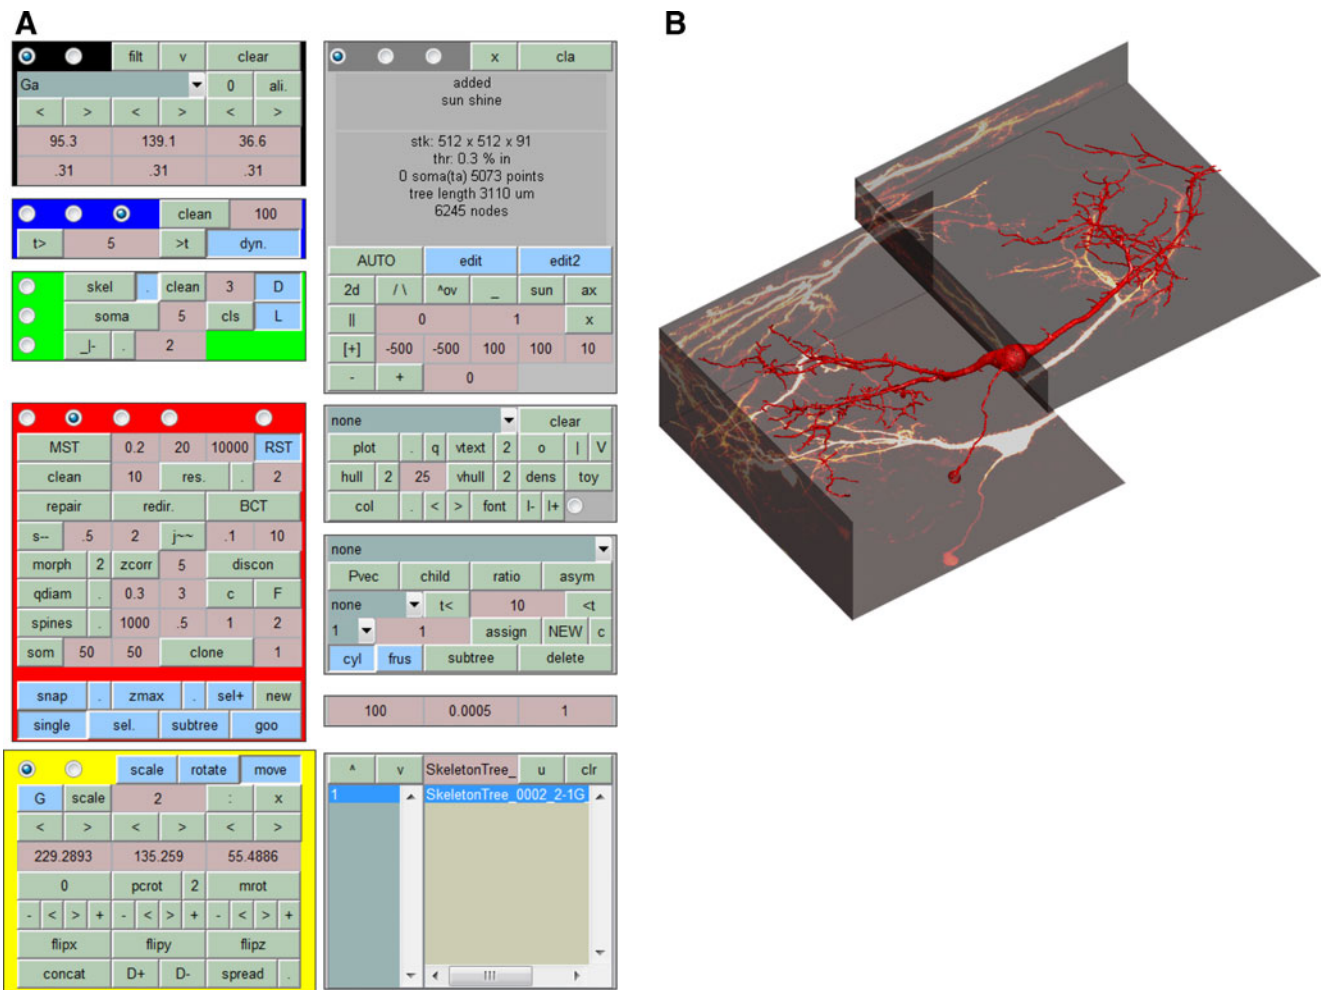 A
filt v clear
Ga 0 ali.
< > < > < >
95.3 139.1 36.6
.31 .31 .31
clean 100
t> 5 >t dyn.
skel . clean 3 D
soma 5 cls L
_|- . 2
MST 0.2 20 10000 RST
clean 10 res. . 2
repair redir. BCT
s-- .5 2 j~~ .1 10
morph 2 zcorr 5 discon
qdiam . 0.3 3 c F
spines . 1000 .5 1 2
som 50 50 clone 1
snap . zmax . sel+ new
single sel. subtree goo
scale rotate move
G scale 2 : x
< > < > < >
229.2893 135.259 55.4886
0 pcrot 2 mrot
- < > + - < > + - < > +
flipx flipy flipz
concat D+ D- spread .
x cla
added
sun shine
stk: 512 x 512 x 91
thr: 0.3 % in
0 soma(ta) 5073 points
tree length 3110 um
6245 nodes
AUTO edit edit2
2d / \ ^ov _ sun ax
|| 0 1 x
[+] -500 -500 100 100 10
- + 0
none clear
plot . q vtext 2 o | V
hull 2 25 vhull 2 dens toy
col . < > font l- l+
none
Pvec child ratio asym
none t< 10 <t
1 1 assign NEW c
cyl frus subtree delete
100 0.0005 1
^ v SkeletonTree_ u clr
1 SkeletonTree_0002_2-1G_
B